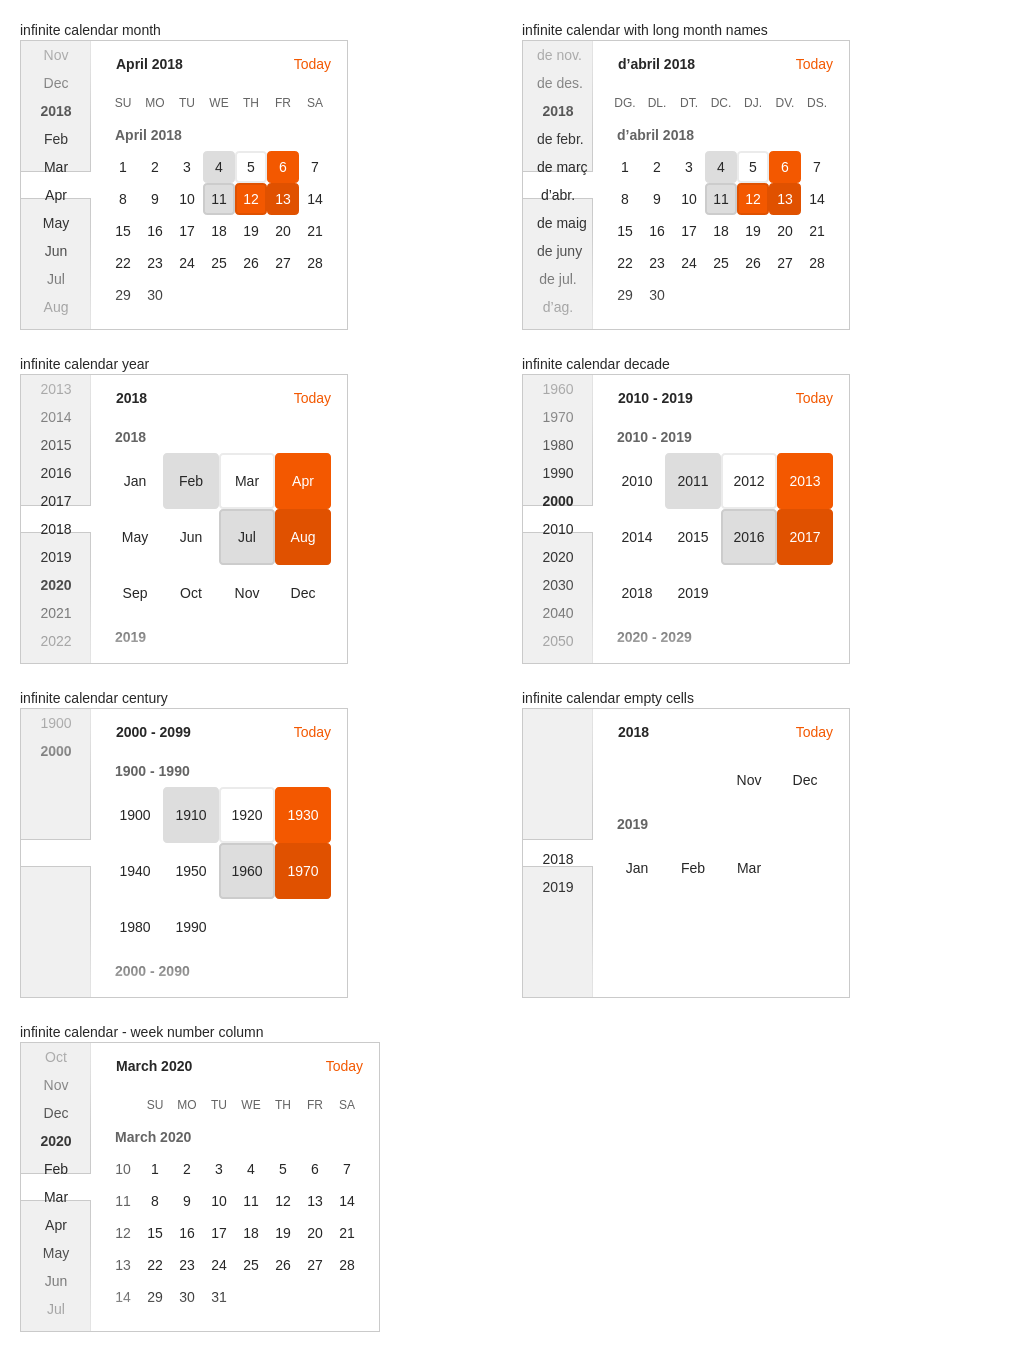 infinite calendar month
Nov
Dec
2018
Feb
Mar
Apr
May
Jun
Jul
Aug
April 2018 Today
SU MO TU WE TH FR SA
April 2018
1 2 3 4 5 6 7
8 9 10 11 12 13 14
15 16 17 18 19 20 21
22 23 24 25 26 27 28
29 30
infinite calendar with long month names
de nov.
de des.
2018
de febr.
de març
d’abr.
de maig
de juny
de jul.
d’ag.
d’abril 2018 Today
DG. DL. DT. DC. DJ. DV. DS.
d’abril 2018
1 2 3 4 5 6 7
8 9 10 11 12 13 14
15 16 17 18 19 20 21
22 23 24 25 26 27 28
29 30
infinite calendar year
2013
2014
2015
2016
2017
2018
2019
2020
2021
2022
2018 Today
2018
Jan Feb Mar Apr
May Jun Jul Aug
Sep Oct Nov Dec
2019
infinite calendar decade
1960
1970
1980
1990
2000
2010
2020
2030
2040
2050
2010 - 2019 Today
2010 - 2019
2010 2011 2012 2013
2014 2015 2016 2017
2018 2019
2020 - 2029
infinite calendar century
1900
2000
2000 - 2099 Today
1900 - 1990
1900 1910 1920 1930
1940 1950 1960 1970
1980 1990
2000 - 2090
infinite calendar empty cells
2018
2019
2018 Today
Nov Dec
2019
Jan Feb Mar
infinite calendar - week number column
Oct
Nov
Dec
2020
Feb
Mar
Apr
May
Jun
Jul
March 2020 Today
SU MO TU WE TH FR SA
March 2020
10 1 2 3 4 5 6 7
11 8 9 10 11 12 13 14
12 15 16 17 18 19 20 21
13 22 23 24 25 26 27 28
14 29 30 31